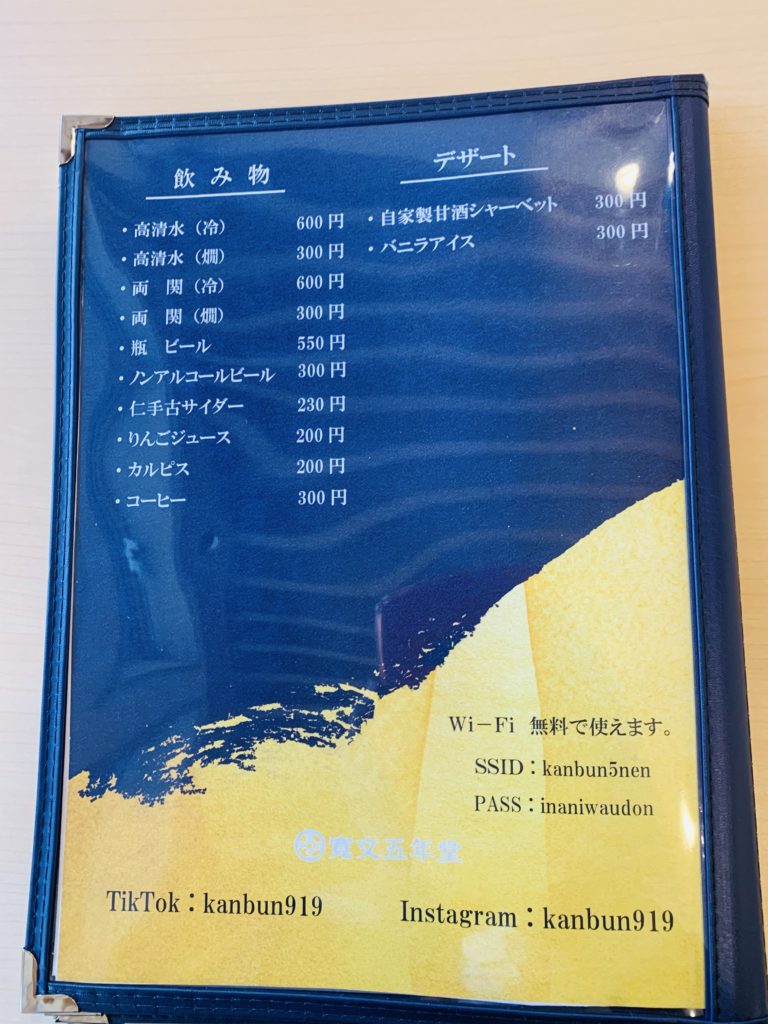 飲み物
・高清水（冷） 600円
・高清水（燗） 300円
・両　関（冷） 600円
・両　関（燗） 300円
・瓶　ビール 550円
・ノンアルコールビール 300円
・仁手古サイダー 230円
・りんごジュース 200円
・カルピス 200円
・コーヒー 300円
デザート
・自家製甘酒シャーベット 300円
・バニラアイス 300円
Wi－Fi 無料で使えます。
SSID：kanbun5nen
PASS：inaniwaudon
寛文五年堂
TikTok：kanbun919
Instagram：kanbun919